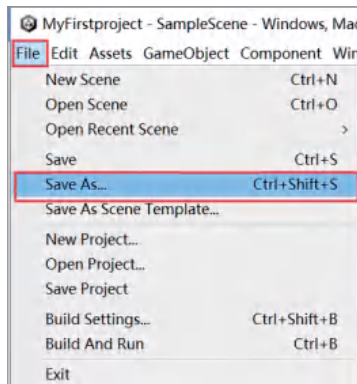 MyFirstproject - SampleScene - Windows, Mac
File Edit Assets GameObject Component Win
New Scene Ctrl+N
Open Scene Ctrl+O
Open Recent Scene >
Save Ctrl+S
Save As... Ctrl+Shift+S
Save As Scene Template...
New Project...
Open Project...
Save Project
Build Settings... Ctrl+Shift+B
Build And Run Ctrl+B
Exit